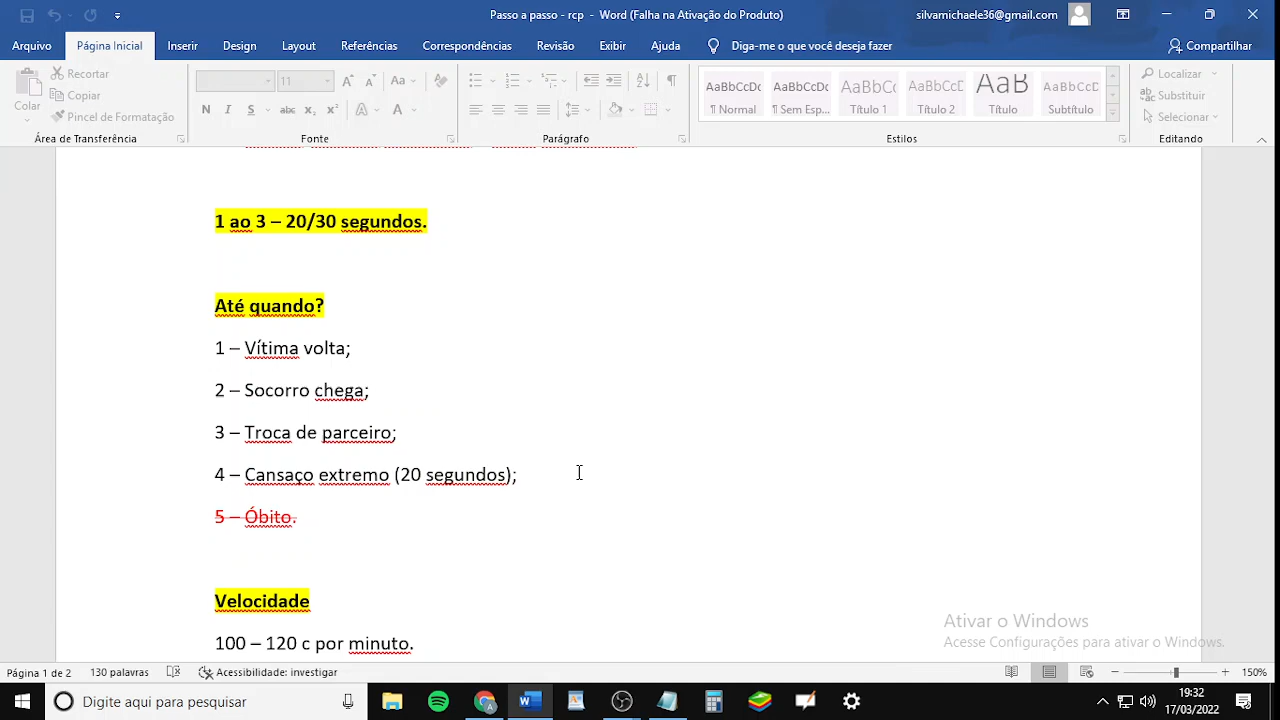 Passo a passo - rcp - Word (Falha na Ativação do Produto)
silvamichaele36@gmail.com
Arquivo Página Inicial Inserir Design Layout Referências Correspondências Revisão Exibir Ajuda Diga-me o que você deseja fazer Compartilhar
Colar
Recortar
Copiar
Pincel de Formatação
Área de Transferência
11 Aa
N I S abc x₂ x² A A
Fonte
Parágrafo
AaBbCcDc AaBbCcDc AaBbCc AaBbCcD AaB AaBbCcD
¶ Normal ¶ Sem Esp... Título 1 Título 2 Título Subtítulo
Estilos
Localizar
Substituir
Selecionar
Editando
1 ao 3 – 20/30 segundos.
Até quando?
1 – Vítima volta;
2 – Socorro chega;
3 – Troca de parceiro;
4 – Cansaço extremo (20 segundos);
5 – Óbito.
Velocidade
100 – 120 c por minuto.
Ativar o Windows
Acesse Configurações para ativar o Windows.
Página 1 de 2 130 palavras Acessibilidade: investigar 150%
Digite aqui para pesquisar
19:32
17/03/2022